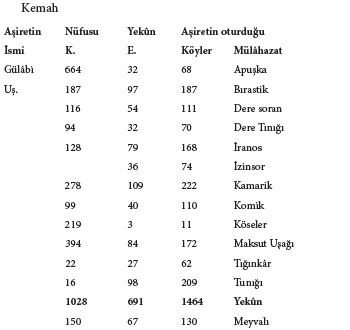 Kemah
Aşiretin Nüfusu Yekûn Aşiretin oturduğu
İsmi K. E. Köyler Mülâhazat
Gülâbi 664 32 68 Apuşka
Uş. 187 97 187 Bırastik
116 54 111 Dere soran
94 32 70 Dere Tınığı
128 79 168 İranos
36 74 İzinsor
278 109 222 Kamarik
99 40 110 Komik
219 3 11 Köseler
394 84 172 Maksut Uşağı
22 27 62 Tığınkâr
16 98 209 Tunığı
1028 691 1464 Yekûn
150 67 130 Meyvalı